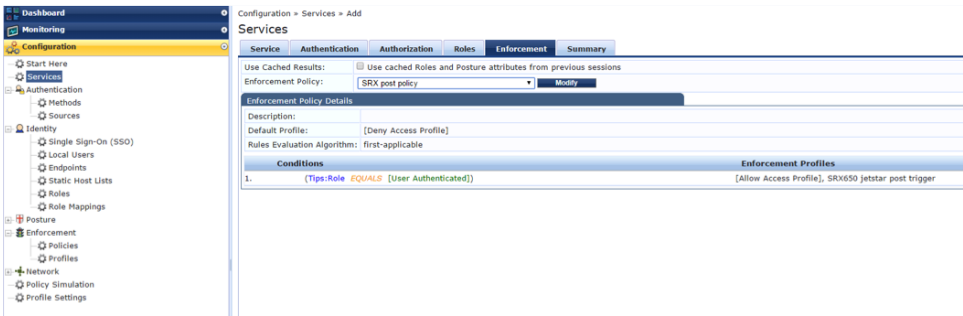 Dashboard
Monitoring
Configuration
Start Here
Services
Authentication
Methods
Sources
Identity
Single Sign-On (SSO)
Local Users
Endpoints
Static Host Lists
Roles
Role Mappings
Posture
Enforcement
Policies
Profiles
Network
Policy Simulation
Profile Settings
Configuration » Services » Add
Services
Service Authentication Authorization Roles Enforcement Summary
Use Cached Results: Use cached Roles and Posture attributes from previous sessions
Enforcement Policy: SRX post policy Modify
Enforcement Policy Details
Description:
Default Profile: [Deny Access Profile]
Rules Evaluation Algorithm: first-applicable
Conditions Enforcement Profiles
1. (Tips:Role EQUALS [User Authenticated]) [Allow Access Profile], SRX650 jetstar post trigger